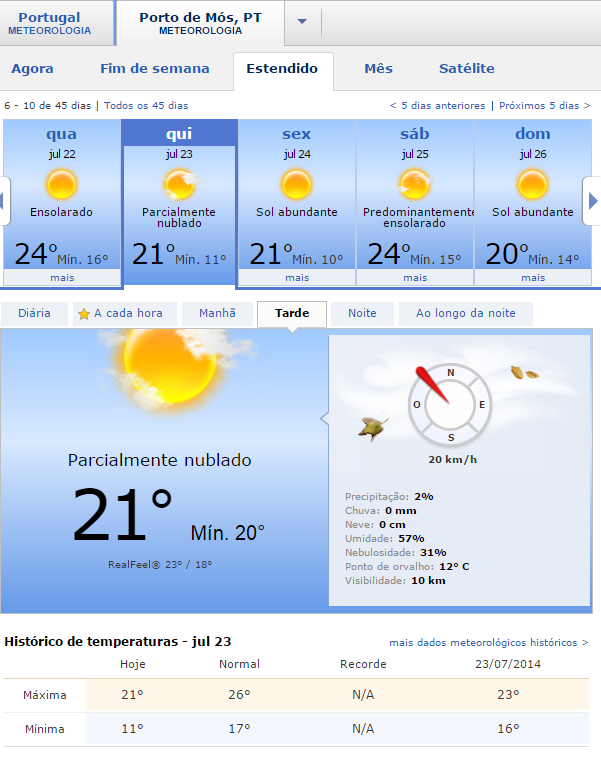 Portugal
METEOROLOGIA
Porto de Mós, PT
METEOROLOGIA
Agora
Fim de semana
Estendido
Mês
Satélite
6 - 10 de 45 dias | Todos os 45 dias
< 5 dias anteriores | Próximos 5 dias >
qua
jul 22
Ensolarado
24° Mín. 16°
mais
qui
jul 23
Parcialmente
nublado
21° Mín. 11°
sex
jul 24
Sol abundante
21° Mín. 10°
mais
sáb
jul 25
Predominantemente
ensolarado
24° Mín. 15°
mais
dom
jul 26
Sol abundante
20° Mín. 14°
mais
Diária
A cada hora
Manhã
Tarde
Noite
Ao longo da noite
Parcialmente nublado
21° Mín. 20°
RealFeel® 23° / 18°
N
O E
S
20 km/h
Precipitação: 2%
Chuva: 0 mm
Neve: 0 cm
Umidade: 57%
Nebulosidade: 31%
Ponto de orvalho: 12° C
Visibilidade: 10 km
Histórico de temperaturas - jul 23
mais dados meteorológicos históricos >
Hoje Normal Recorde 23/07/2014
Máxima 21° 26° N/A 23°
Mínima 11° 17° N/A 16°